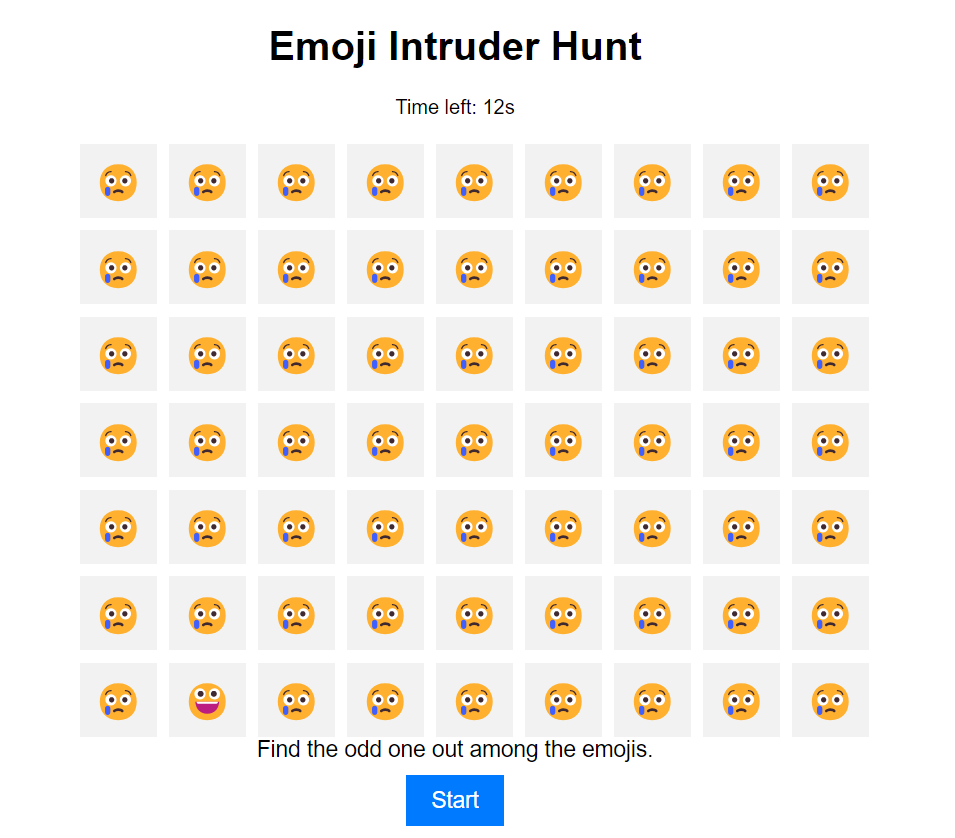 Emoji Intruder Hunt
Time left: 12s
Find the odd one out among the emojis.
Start